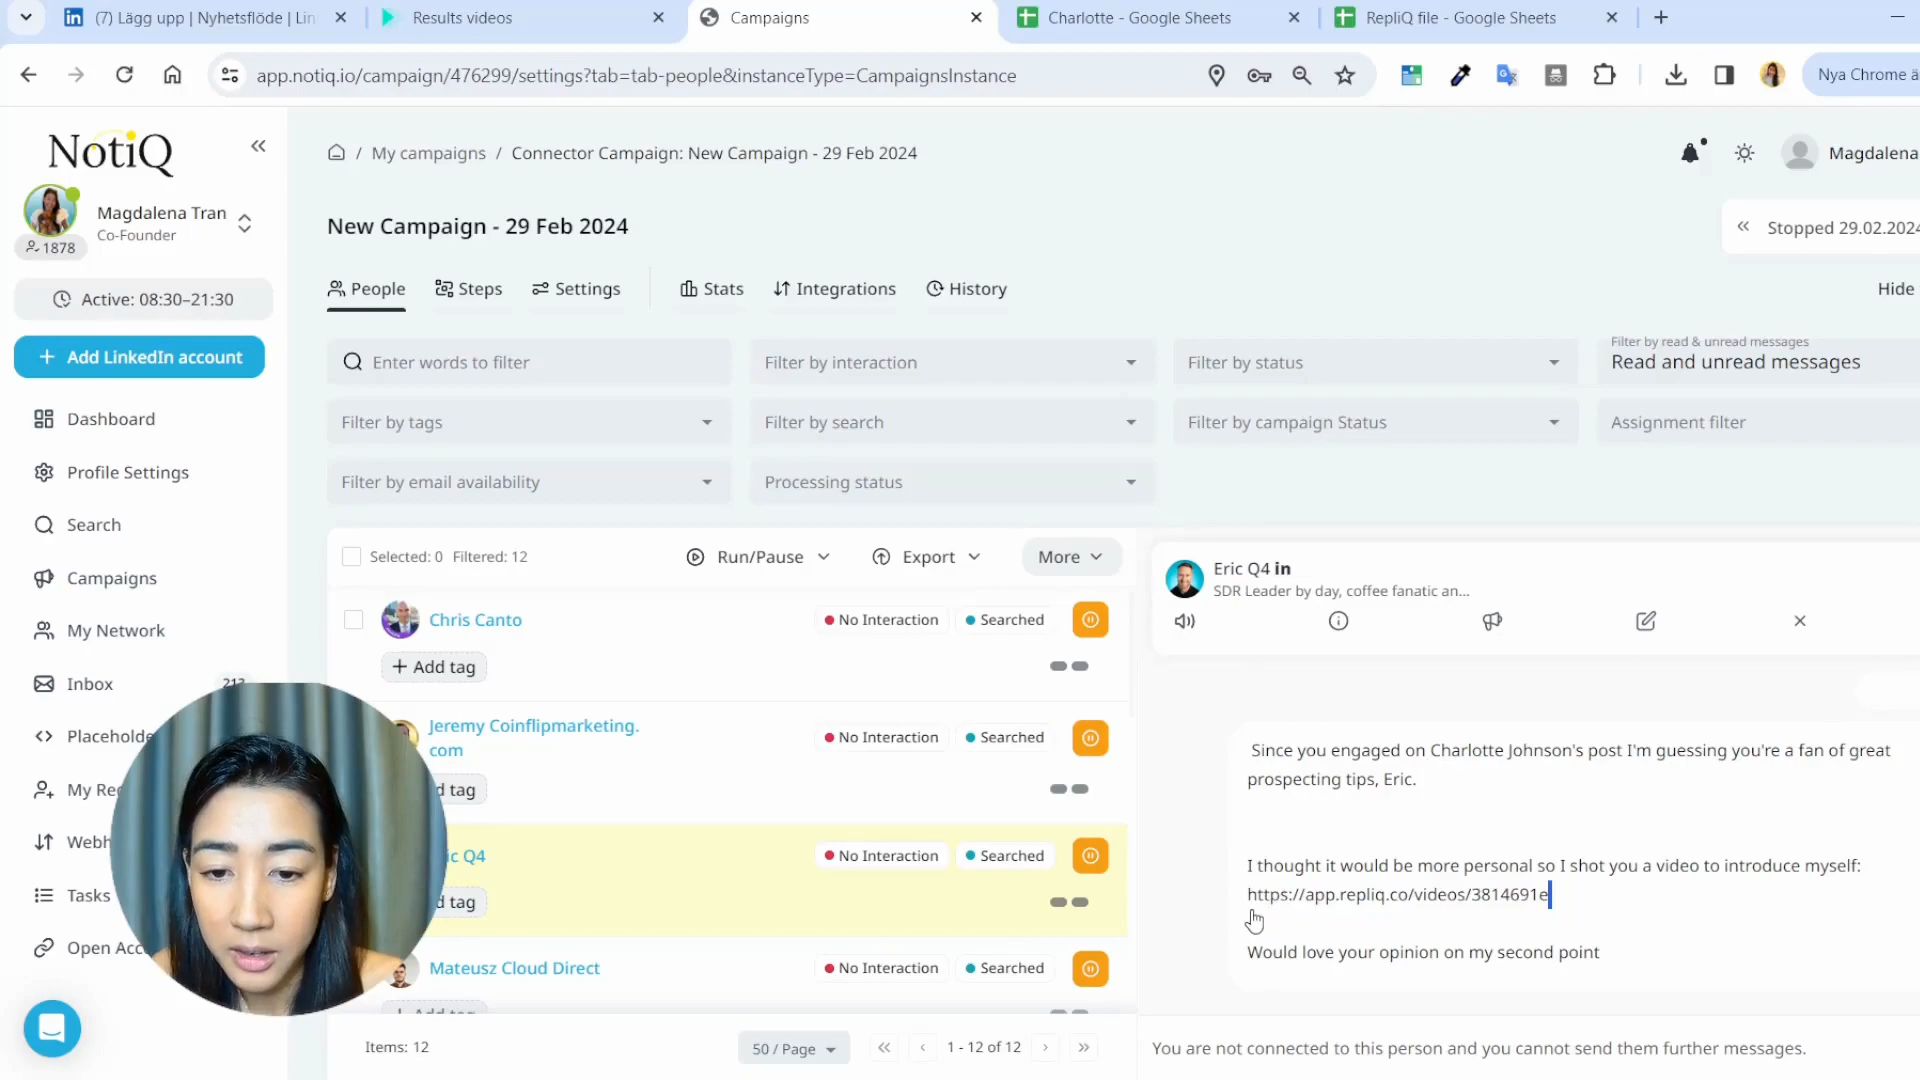 (7) Lägg upp | Nyhetsflöde | Lin
Results videos
Campaigns
Charlotte - Google Sheets
RepliQ file - Google Sheets
app.notiq.io/campaign/476299/settings?tab=tab-people&instanceType=CampaignsInstance
Nya Chrome ä
NotiQ
/ My campaigns / Connector Campaign: New Campaign - 29 Feb 2024
Magdalena
Magdalena Tran
Co-Founder
1878
New Campaign - 29 Feb 2024
Stopped 29.02.2024
Active: 08:30–21:30
People
Steps
Settings
Stats
Integrations
History
Hide
Add LinkedIn account
Enter words to filter
Filter by interaction
Filter by status
Filter by read & unread messages
Read and unread messages
Dashboard
Filter by tags
Filter by search
Filter by campaign Status
Assignment filter
Profile Settings
Filter by email availability
Processing status
Search
Selected: 0 Filtered: 12
Run/Pause
Export
More
Eric Q4 in
SDR Leader by day, coffee fanatic an...
Campaigns
Chris Canto
No Interaction
Searched
My Network
+ Add tag
Inbox
213
Jeremy Coinflipmarketing.
com
No Interaction
Searched
Placeholde
Since you engaged on Charlotte Johnson's post I'm guessing you're a fan of great
prospecting tips, Eric.
My Re
d tag
Webh
ic Q4
No Interaction
Searched
I thought it would be more personal so I shot you a video to introduce myself:
https://app.repliq.co/videos/3814691e
Tasks
d tag
Open Acc
Would love your opinion on my second point
Mateusz Cloud Direct
No Interaction
Searched
+ Add tag
Items: 12
50 / Page
1 - 12 of 12
You are not connected to this person and you cannot send them further messages.